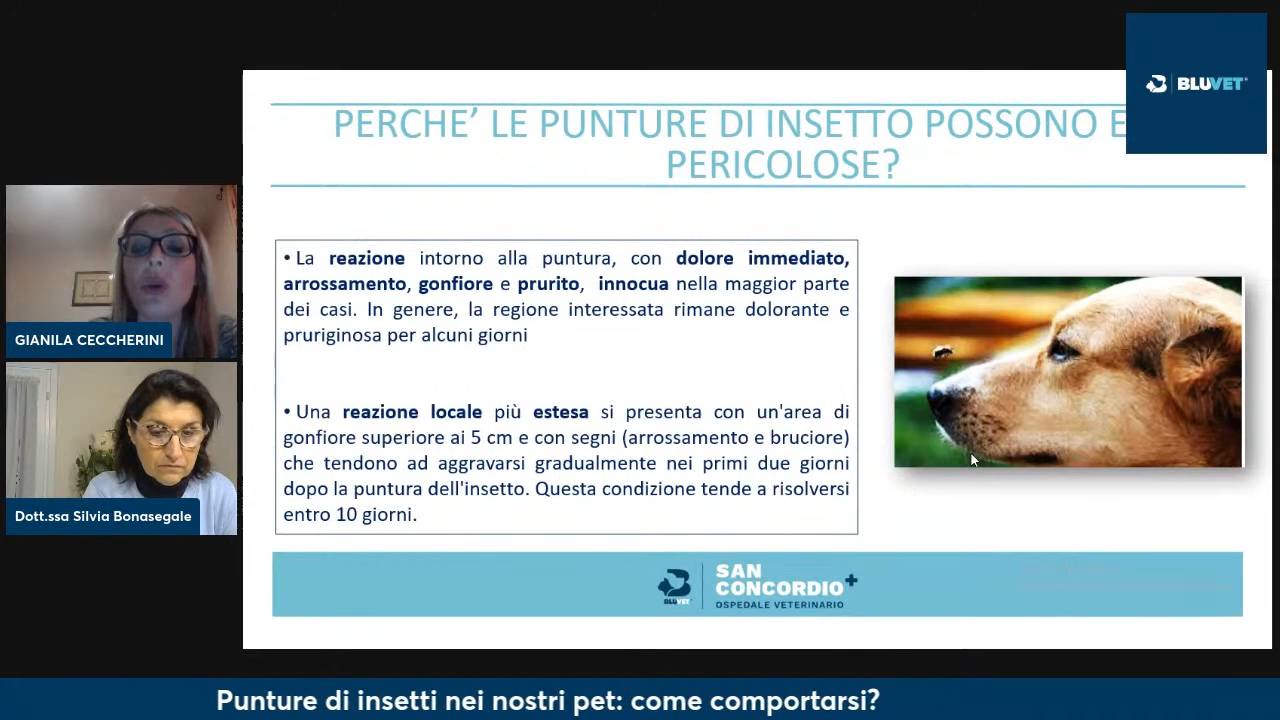 BLUVET
PERCHE’ LE PUNTURE DI INSETTO POSSONO E
PERICOLOSE?
• La reazione intorno alla puntura, con dolore immediato,
arrossamento, gonfiore e prurito, innocua nella maggior parte
dei casi. In genere, la regione interessata rimane dolorante e
pruriginosa per alcuni giorni
• Una reazione locale più estesa si presenta con un'area di
gonfiore superiore ai 5 cm e con segni (arrossamento e bruciore)
che tendono ad aggravarsi gradualmente nei primi due giorni
dopo la puntura dell'insetto. Questa condizione tende a risolversi
entro 10 giorni.
GIANILA CECCHERINI
Dott.ssa Silvia Bonasegale
BLUVET
SAN
CONCORDIO
OSPEDALE VETERINARIO
Punture di insetti nei nostri pet: come comportarsi?